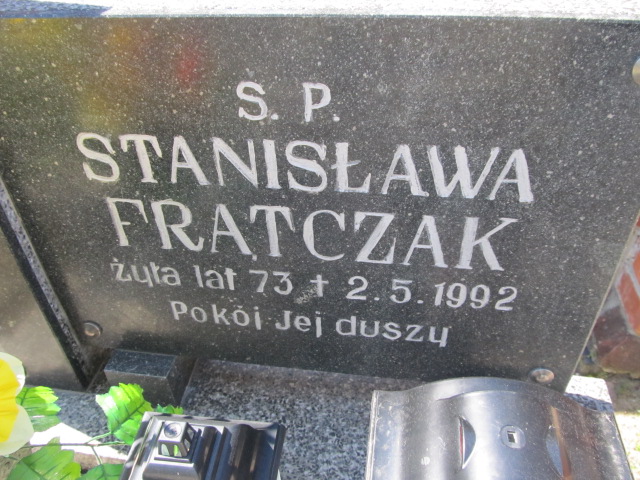 Ś. P.
STANISŁAWA
FRĄTCZAK
żyła lat 73 † 2.5.1992
Pokój Jej duszy